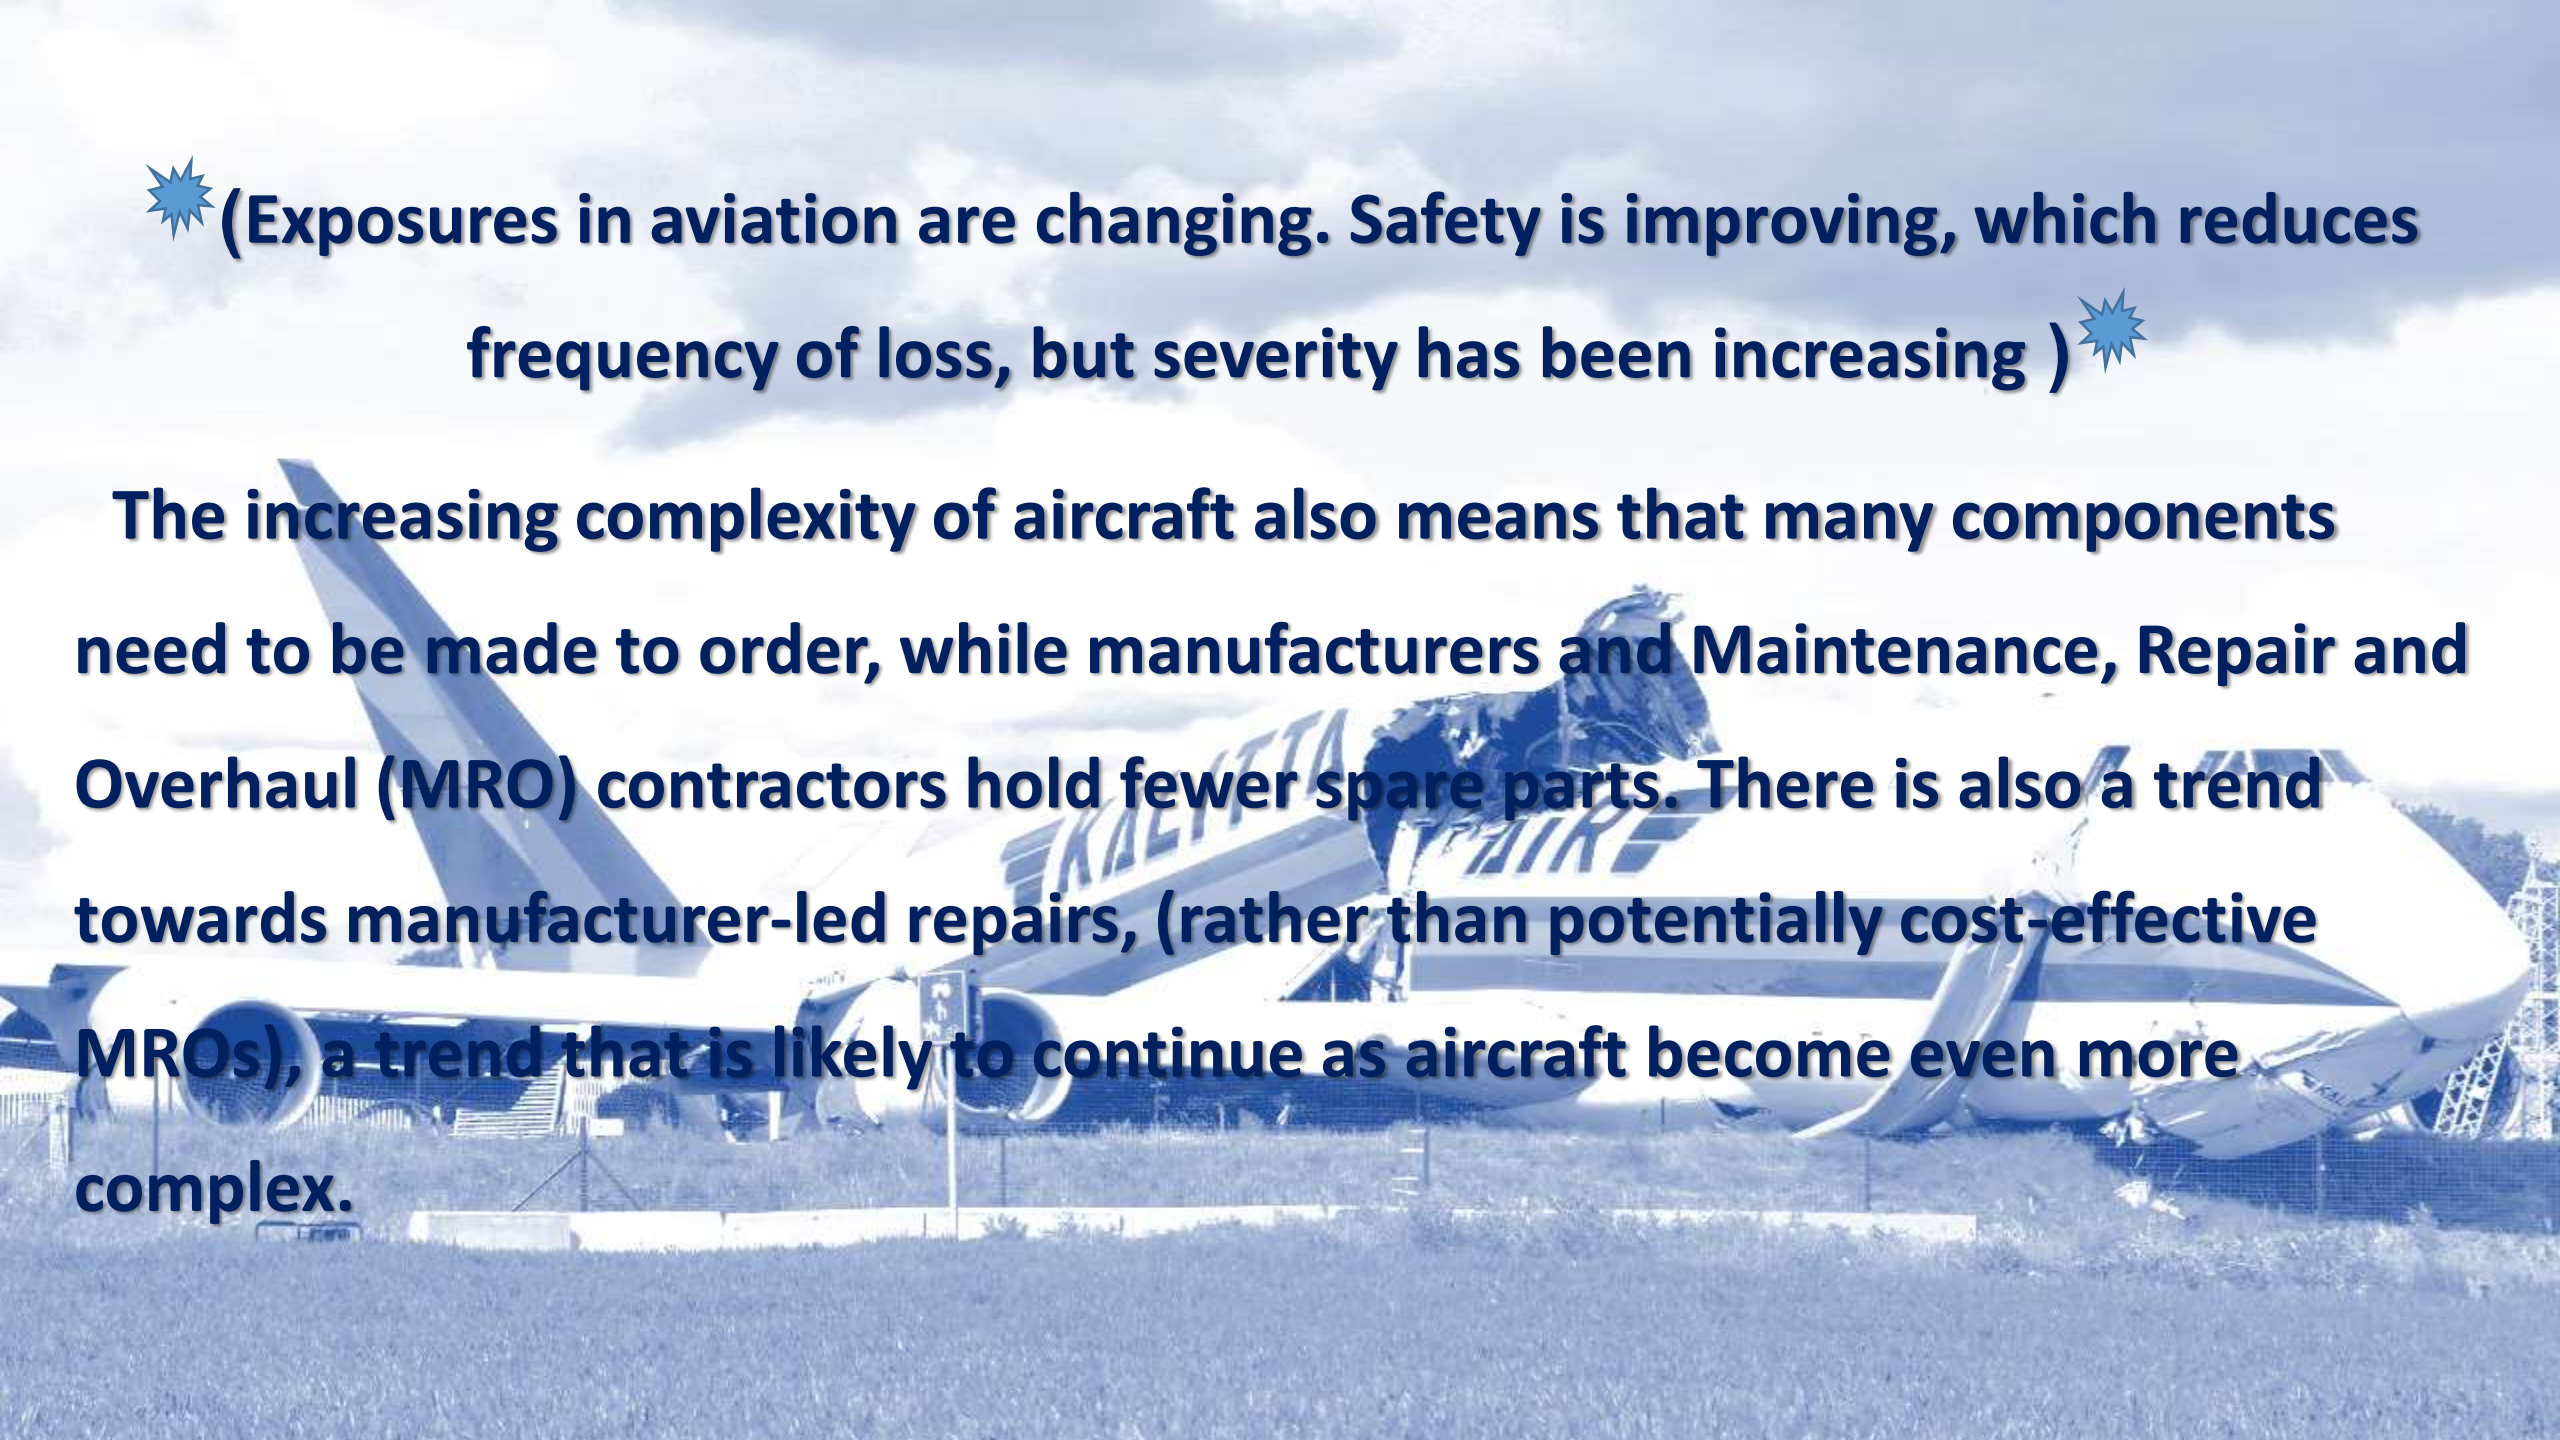 (Exposures in aviation are changing. Safety is improving, which reduces
frequency of loss, but severity has been increasing )
The increasing complexity of aircraft also means that many components
need to be made to order, while manufacturers and Maintenance, Repair and
Overhaul (MRO) contractors hold fewer spare parts. There is also a trend
KALITTA
AIR
towards manufacturer-led repairs, (rather than potentially cost-effective
MROs), a trend that is likely to continue as aircraft become even more
complex.